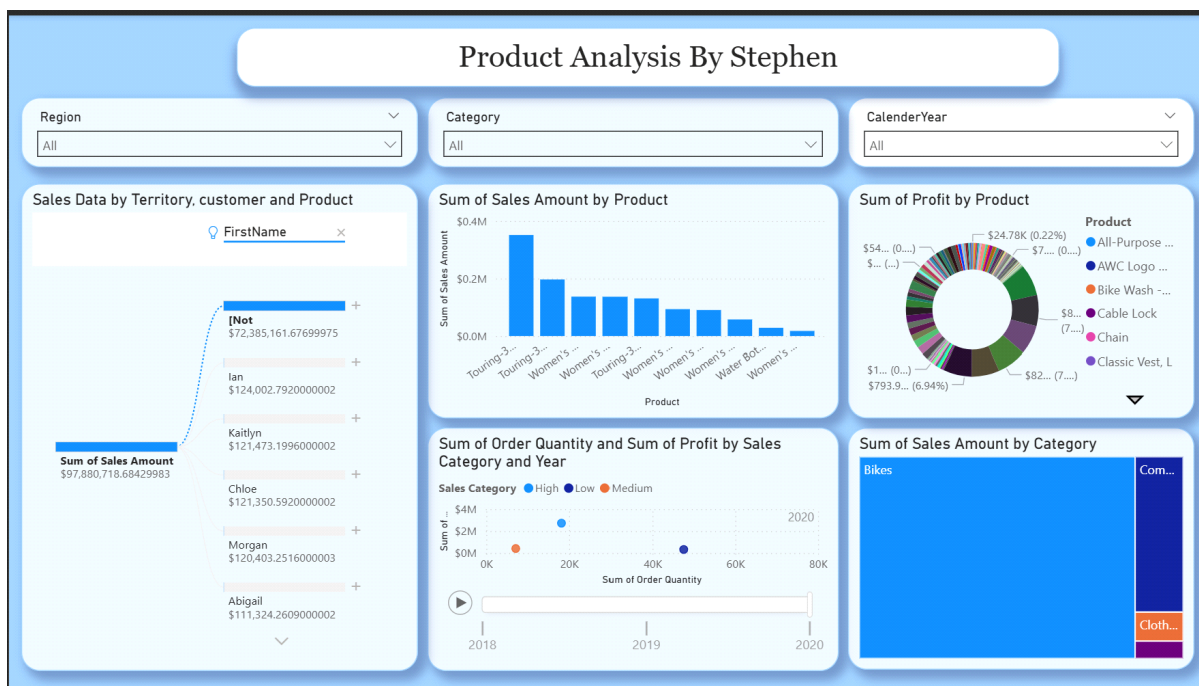 Product Analysis By Stephen
Region
All
Category
All
CalenderYear
All
Sales Data by Territory, customer and Product
FirstName
[Not
$72,385,161.67699975
Ian
$124,002.7920000002
Kaitlyn
$121,473.1996000002
Chloe
$121,350.5920000002
Morgan
$120,403.2516000003
Abigail
$111,324.2609000002
Sum of Sales Amount
$97,880,718.68429983
Sum of Sales Amount by Product
Sum of Sales Amount
$0.4M
$0.2M
$0.0M
Touring-3...
Touring-3...
Women's ...
Women's ...
Touring-3...
Women's ...
Women's ...
Women's ...
Water Bot...
Women's ...
Product
Sum of Profit by Product
$24.78K (0.22%)
$7.... (0....)
$54... (0....)
$... (...)
$8...
(7....)
$82... (7....)
$1... (0...)
$793.9... (6.94%)
Product
All-Purpose ...
AWC Logo ...
Bike Wash -...
Cable Lock
Chain
Classic Vest, L
Sum of Order Quantity and Sum of Profit by Sales
Category and Year
Sales Category High Low Medium
Sum of ...
$4M
$2M
$0M
2020
0K 20K 40K 60K 80K
Sum of Order Quantity
2018 2019 2020
Sum of Sales Amount by Category
Bikes
Com...
Cloth...